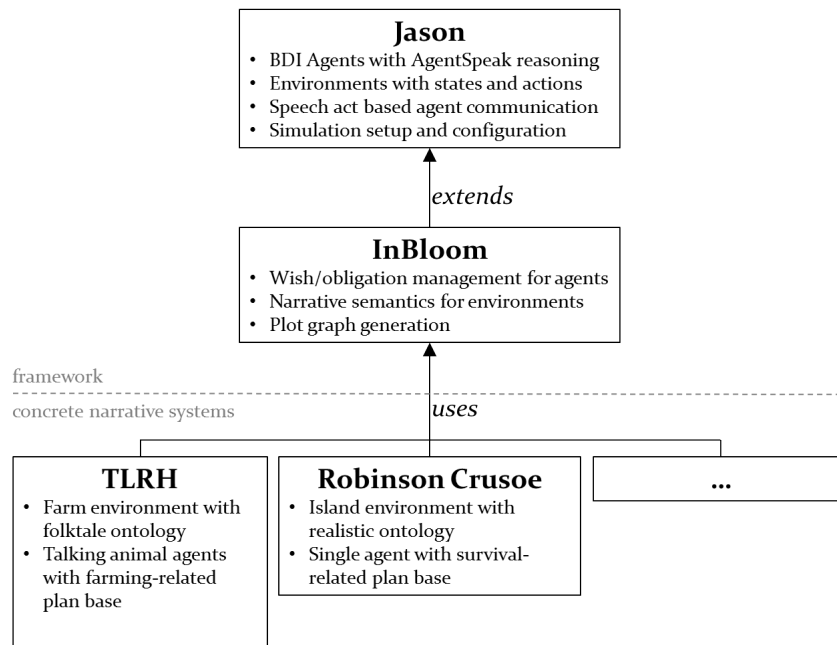 Jason
• BDI Agents with AgentSpeak reasoning
• Environments with states and actions
• Speech act based agent communication
• Simulation setup and configuration
extends
InBloom
• Wish/obligation management for agents
• Narrative semantics for environments
• Plot graph generation
framework
concrete narrative systems
uses
TLRH
• Farm environment with
folktale ontology
• Talking animal agents
with farming-related
plan base
Robinson Crusoe
• Island environment with
realistic ontology
• Single agent with survival-
related plan base
...